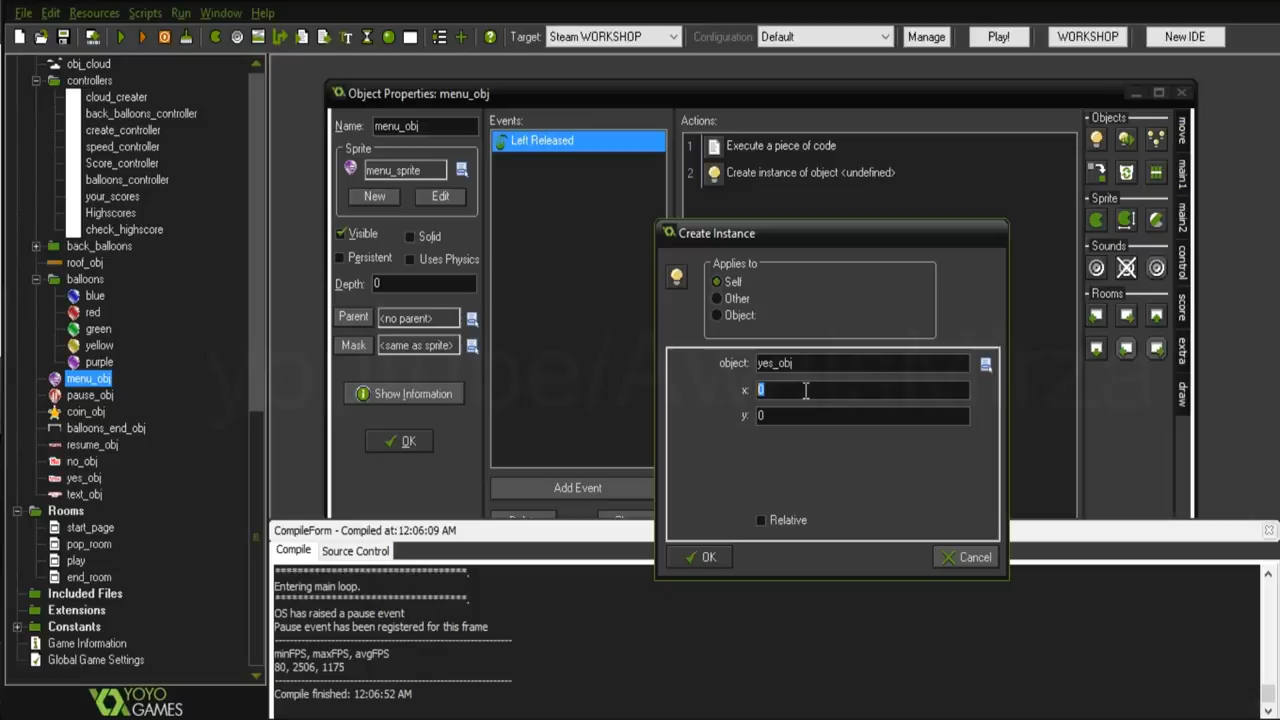 File Edit Resources Scripts Run Window Help
Target: Steam WORKSHOP Configuration: Default Manage Play! WORKSHOP New IDE
obj_cloud
controllers
cloud_creater
back_balloons_controller
create_controller
speed_controller
Score_controller
balloons_controller
your_scores
Highscores
check_highscore
back_balloons
roof_obj
balloons
blue
red
green
yellow
purple
menu_obj
pause_obj
coin_obj
balloons_end_obj
resume_obj
no_obj
yes_obj
text_obj
Rooms
start_page
pop_room
play
end_room
Included Files
Extensions
Constants
Game Information
Global Game Settings
YOYO
GAMES
Object Properties: menu_obj
Name: menu_obj
Sprite
menu_sprite
New Edit
Visible Solid
Persistent Uses Physics
Depth: 0
Parent <no parent>
Mask <same as sprite>
Show Information
OK
Events:
Left Released
Add Event
Actions:
1 Execute a piece of code
2 Create instance of object <undefined>
Objects
Sprite
Sounds
Rooms
move
main1
main2
control
score
extra
draw
Create Instance
Applies to
Self
Other
Object:
object: yes_obj
x: 0
y: 0
Relative
OK Cancel
CompileForm - Compiled at: 12:06:09 AM
Compile Source Control
Entering main loop.
OS has raised a pause event
Pause event has been registered for this frame
minFPS, maxFPS, avgFPS
80, 2506, 1175
Compile finished: 12:06:52 AM